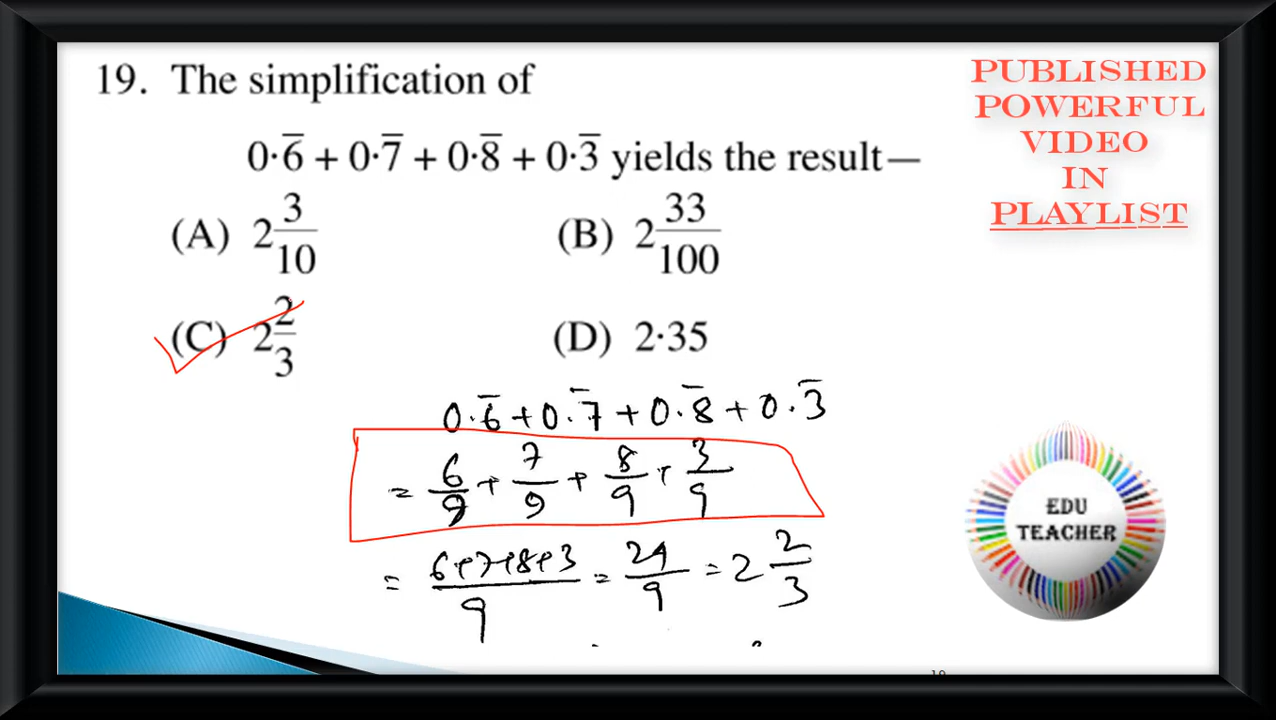 19. The simplification of
0·6̅ + 0·7̅ + 0·8̅ + 0·3̅ yields the result—
(A) 2 3/10
(B) 2 33/100
(C) 2 2/3
(D) 2·35
0.6̅ + 0.7̅ + 0.8̅ + 0.3̅
= 6/9 + 7/9 + 8/9 + 3/9
= 6+7+8+3/9 = 24/9 = 2 2/3
PUBLISHED
POWERFUL
VIDEO
IN
PLAYLIST
EDU
TEACHER